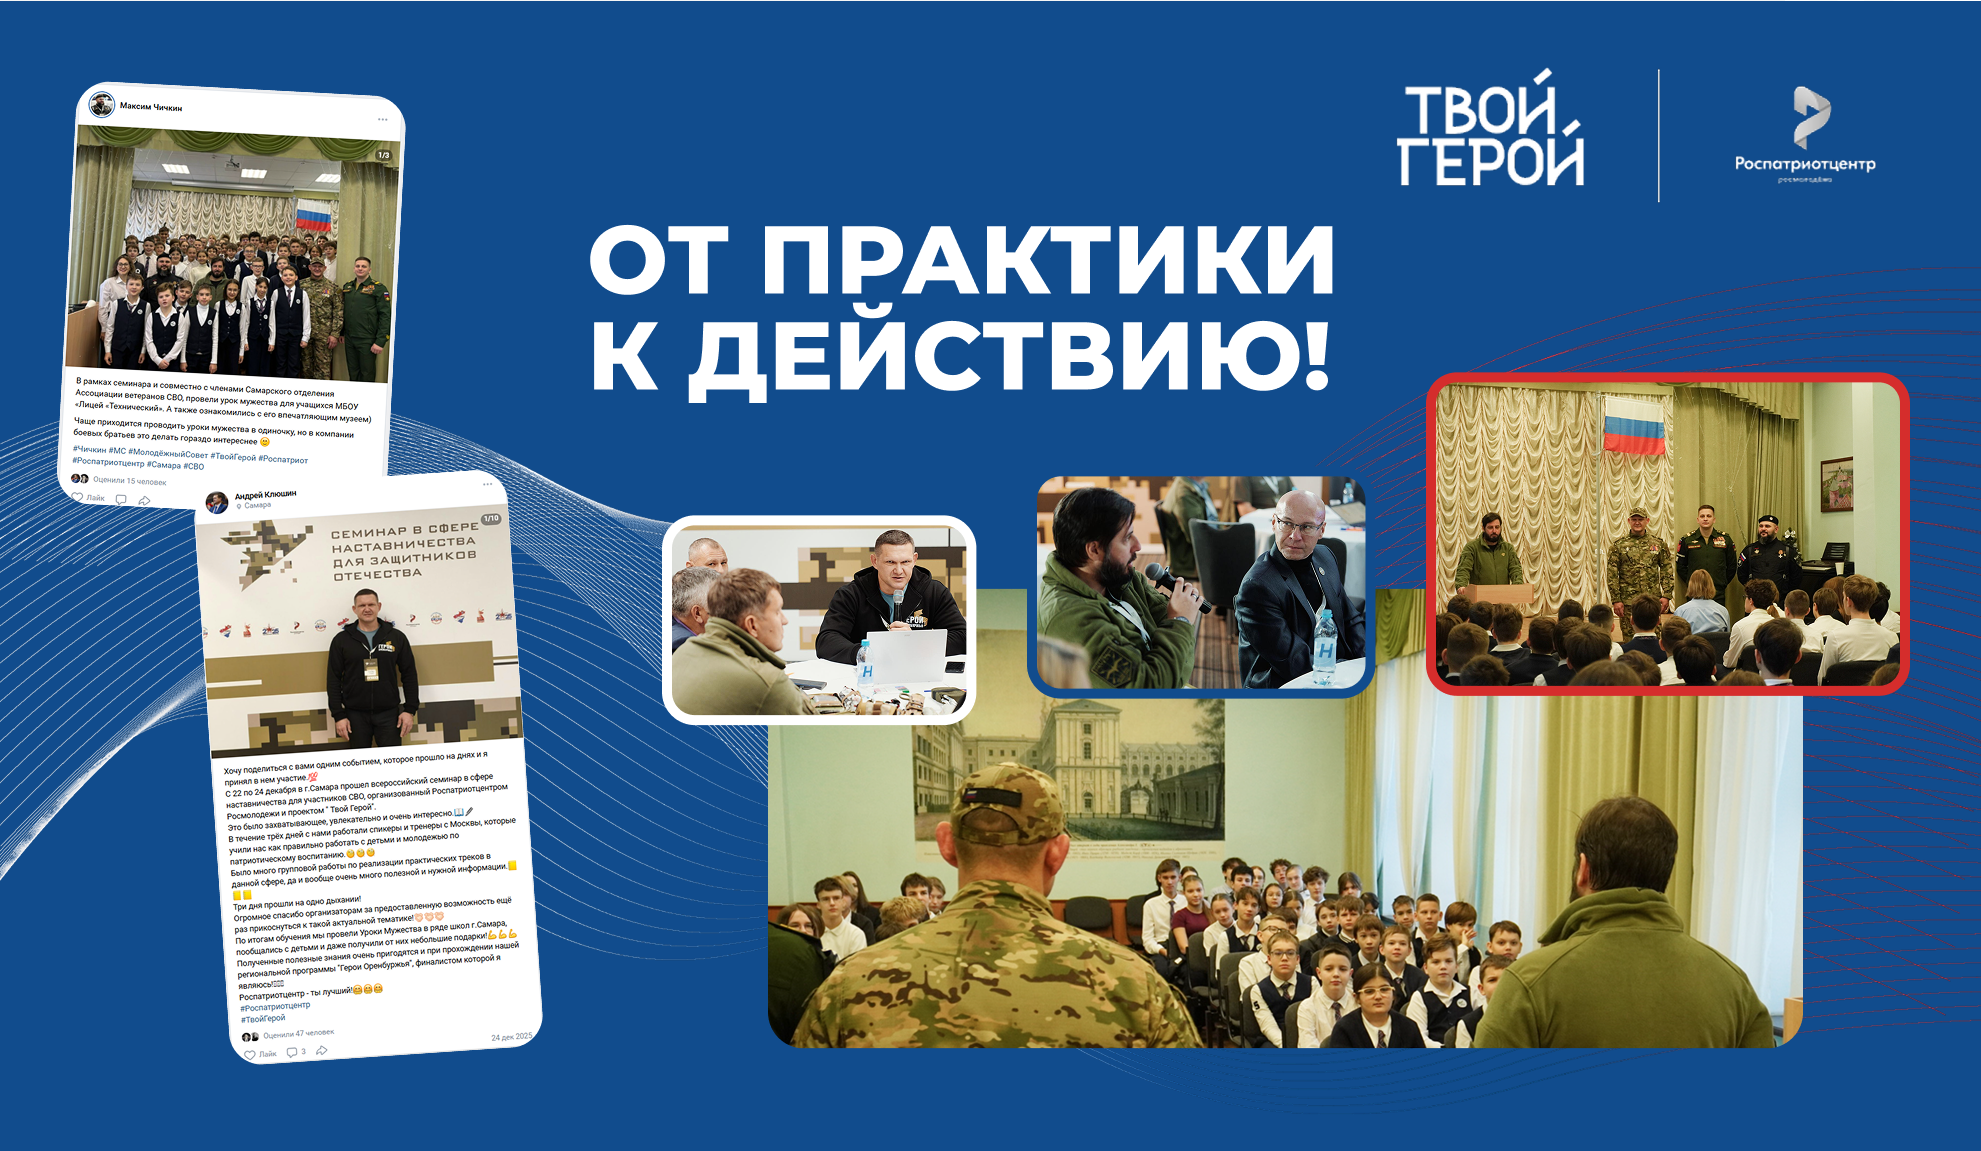 Максим Чичкин
1/3
В рамках семинара и совместно с членами Самарского отделения
Ассоциации ветеранов СВО, провели урок мужества для учащихся МБОУ
«Лицей «Технический». А также ознакомились с его впечатляющим музеем)
Чаще приходится проводить уроки мужества в одиночку, но в компании
боевых братьев это делать гораздо интереснее
#Чичкин #МС #МолодёжныйСовет #ТвойГерой #Роспатриот
#Роспатриотцентр #Самара #СВО
Оценили 15 человек
Лайк
Андрей Клюшин
Самара
1/10
СЕМИНАР В СФЕРЕ
НАСТАВНИЧЕСТВА
ДЛЯ ЗАЩИТНИКОВ
ОТЕЧЕСТВА
Хочу поделиться с вами одним событием, которое прошло на днях и я
принял в нем участие.💯
С 22 по 24 декабря в г.Самара прошел всероссийский семинар в сфере
наставничества для участников СВО, организованный Роспатриотцентром
Росмолодежи и проектом " Твой Герой".
Это было захватывающее, увлекательно и очень интересно.
В течение трёх дней с нами работали спикеры и тренеры с Москвы, которые
учили нас как правильно работать с детьми и молодежью по
патриотическому воспитанию.
Было много групповой работы по реализации практических треков в
данной сфере, да и вообще очень много полезной и нужной информации.
Три дня прошли на одно дыхании!
Огромное спасибо организаторам за предоставленную возможность ещё
раз прикоснуться к такой актуальной тематике!
По итогам обучения мы провели Уроки Мужества в ряде школ г.Самара,
пообщались с детьми и даже получили от них небольшие подарки!
Полученные полезные знания очень пригодятся и при прохождении нашей
региональной программы "Герои Оренбуржья", финалистом которой я
являюсь!
Роспатриотцентр - ты лучший!
#Роспатриотцентр
#ТвойГерой
Оценили 47 человек
24 дек 2025
Лайк 3
ТВОЙ
ГЕРОЙ
Роспатриотцентр
росмолодёжь
ОТ ПРАКТИКИ
К ДЕЙСТВИЮ!
Н
Н